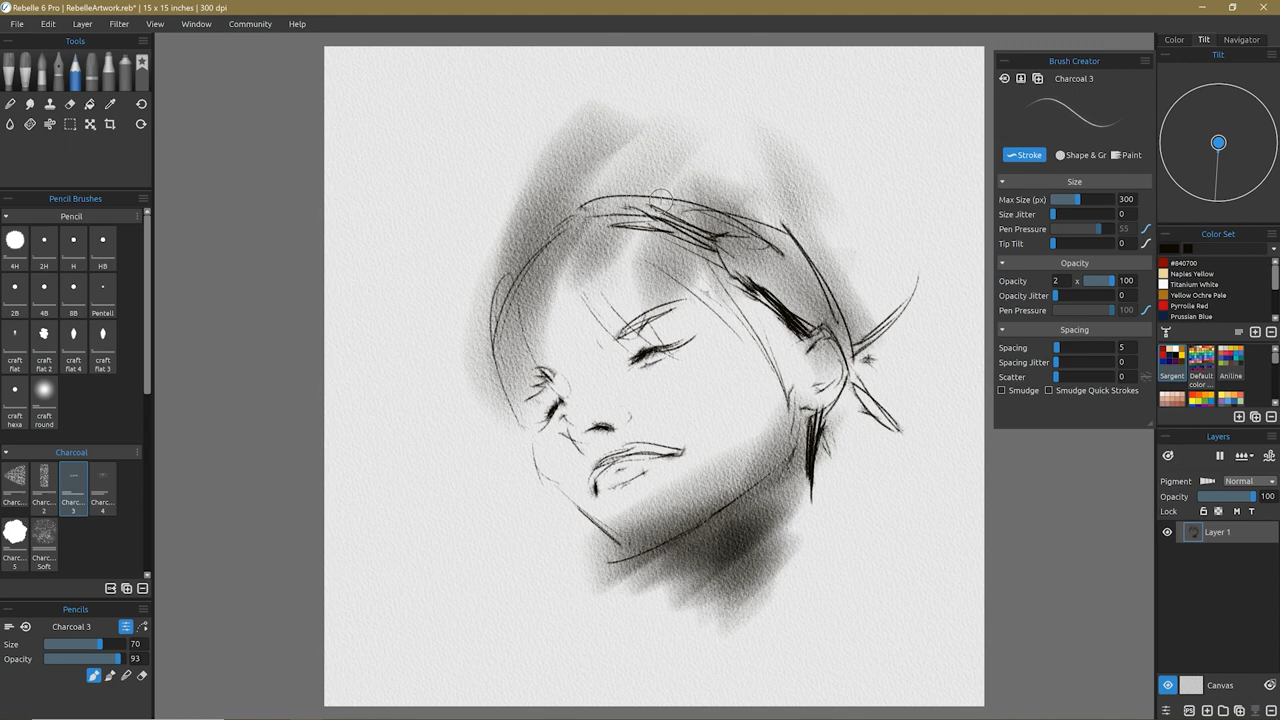 Rebelle 6 Pro | RebelleArtwork.reb* | 15 x 15 inches | 300 dpi
File Edit Layer Filter View Window Community Help
Tools
Pencil Brushes
Pencil
4H 2H H HB
2B 4B 8B Pentell
craft flat craft flat 2 craft flat 4 craft flat 3
craft hexa craft round
Charcoal
Charc... Charc... 2 Charc... 3 Charc... 4
Charc... 5 Charc... Soft
Pencils
Charcoal 3
Size 70
Opacity 93
Brush Creator
Charcoal 3
Stroke Shape & Gr Paint
Size
Max Size (px) 300
Size Jitter 0
Pen Pressure 55
Tip Tilt 0
Opacity
Opacity 2 x 100
Opacity Jitter 0
Pen Pressure 100
Spacing
Spacing 5
Spacing Jitter 0
Scatter 0
Smudge Smudge Quick Strokes
Color Tilt Navigator
Tilt
Color Set
#840700
Naples Yellow
Titanium White
Yellow Ochre Pale
Pyrrolle Red
Prussian Blue
Sargent Default color ... Aniline
Layers
Pigment Normal
Opacity 100
Lock M T
Layer 1
Canvas
PS